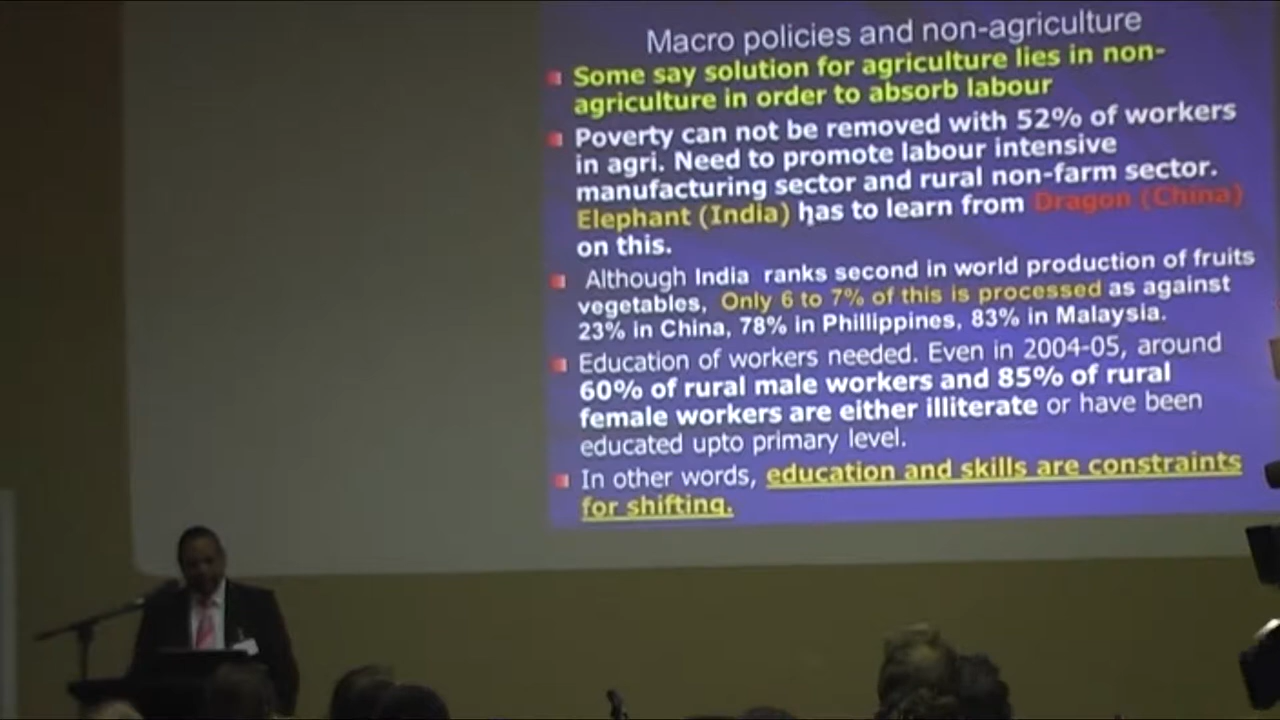 Macro policies and non-agriculture
Some say solution for agriculture lies in non-
agriculture in order to absorb labour
Poverty can not be removed with 52% of workers
in agri. Need to promote labour intensive
manufacturing sector and rural non-farm sector.
Elephant (India) has to learn from Dragon (China)
on this.
Although India ranks second in world production of fruits
vegetables, Only 6 to 7% of this is processed as against
23% in China, 78% in Phillippines, 83% in Malaysia.
Education of workers needed. Even in 2004-05, around
60% of rural male workers and 85% of rural
female workers are either illiterate or have been
educated upto primary level.
In other words, education and skills are constraints
for shifting.